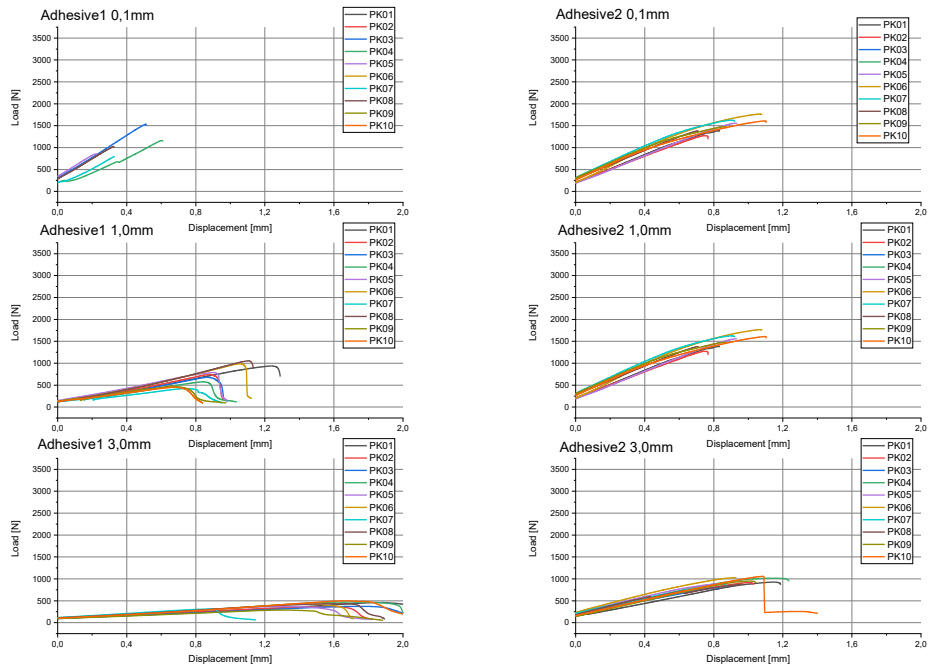 Adhesive1 0,1mm
Load [N]
3500
3000
2500
2000
1500
1000
500
0
0,0 0,4 0,8 1,2 1,6 2,0
Displacement [mm]
PK01
PK02
PK03
PK04
PK05
PK06
PK07
PK08
PK09
PK10
Adhesive2 0,1mm
Load [N]
3500
3000
2500
2000
1500
1000
500
0
0,0 0,4 0,8 1,2 1,6 2,0
Displacement [mm]
PK01
PK02
PK03
PK04
PK05
PK06
PK07
PK08
PK09
PK10
Adhesive1 1,0mm
Load [N]
3500
3000
2500
2000
1500
1000
500
0
0,0 0,4 0,8 1,2 1,6 2,0
Displacement [mm]
PK01
PK02
PK03
PK04
PK05
PK06
PK07
PK08
PK09
PK10
Adhesive2 1,0mm
Load [N]
3500
3000
2500
2000
1500
1000
500
0
0,0 0,4 0,8 1,2 1,6 2,0
Displacement [mm]
PK01
PK02
PK03
PK04
PK05
PK06
PK07
PK08
PK09
PK10
Adhesive1 3,0mm
Load [N]
3500
3000
2500
2000
1500
1000
500
0
0,0 0,4 0,8 1,2 1,6 2,0
Displacement [mm]
PK01
PK02
PK03
PK04
PK05
PK06
PK07
PK08
PK09
PK10
Adhesive2 3,0mm
Load [N]
3500
3000
2500
2000
1500
1000
500
0
0,0 0,4 0,8 1,2 1,6 2,0
Displacement [mm]
PK01
PK02
PK03
PK04
PK05
PK06
PK07
PK08
PK09
PK10